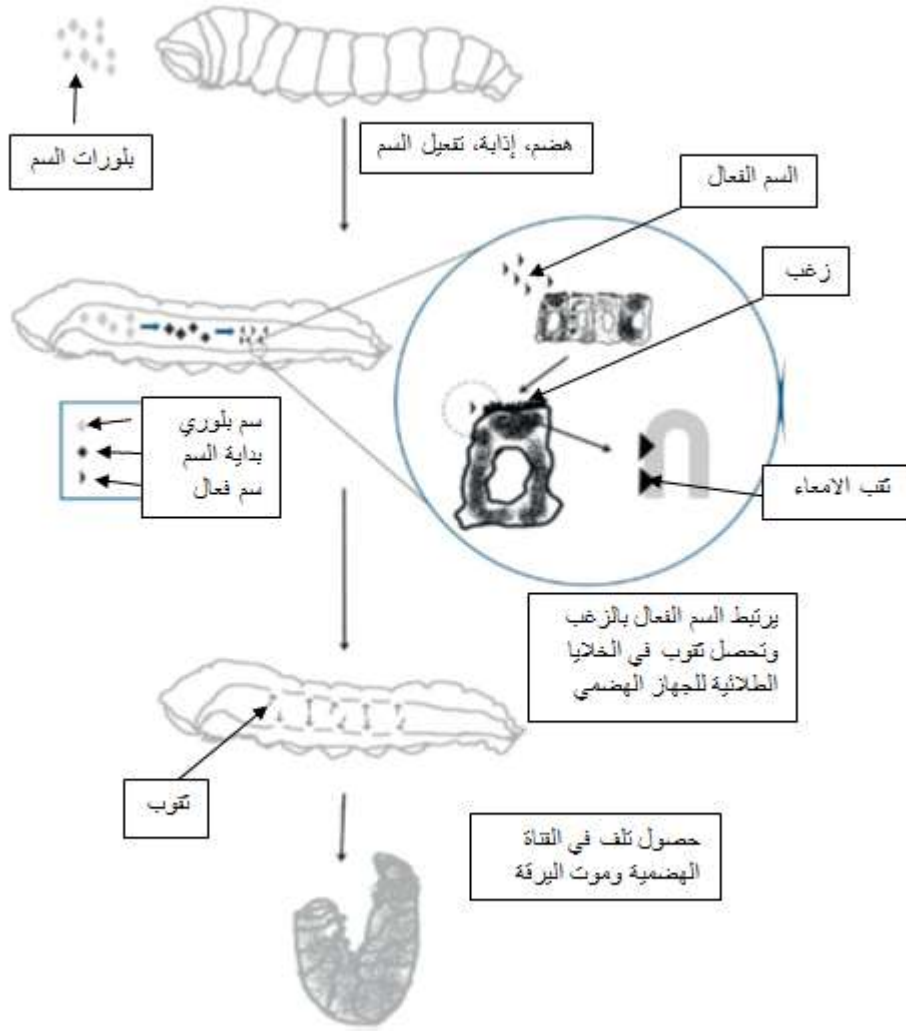 بلورات السم
هضم، إذابة، تفعيل السم
السم الفعال
زغب
سم بلوري
بداية السم
سم فعال
ثقب الامعاء
يرتبط السم الفعال بالزغب
وتحصل ثقوب في الخلايا
الطلائية للجهاز الهضمي
ثقوب
حصول تلف في القناة
الهضمية وموت اليرقة